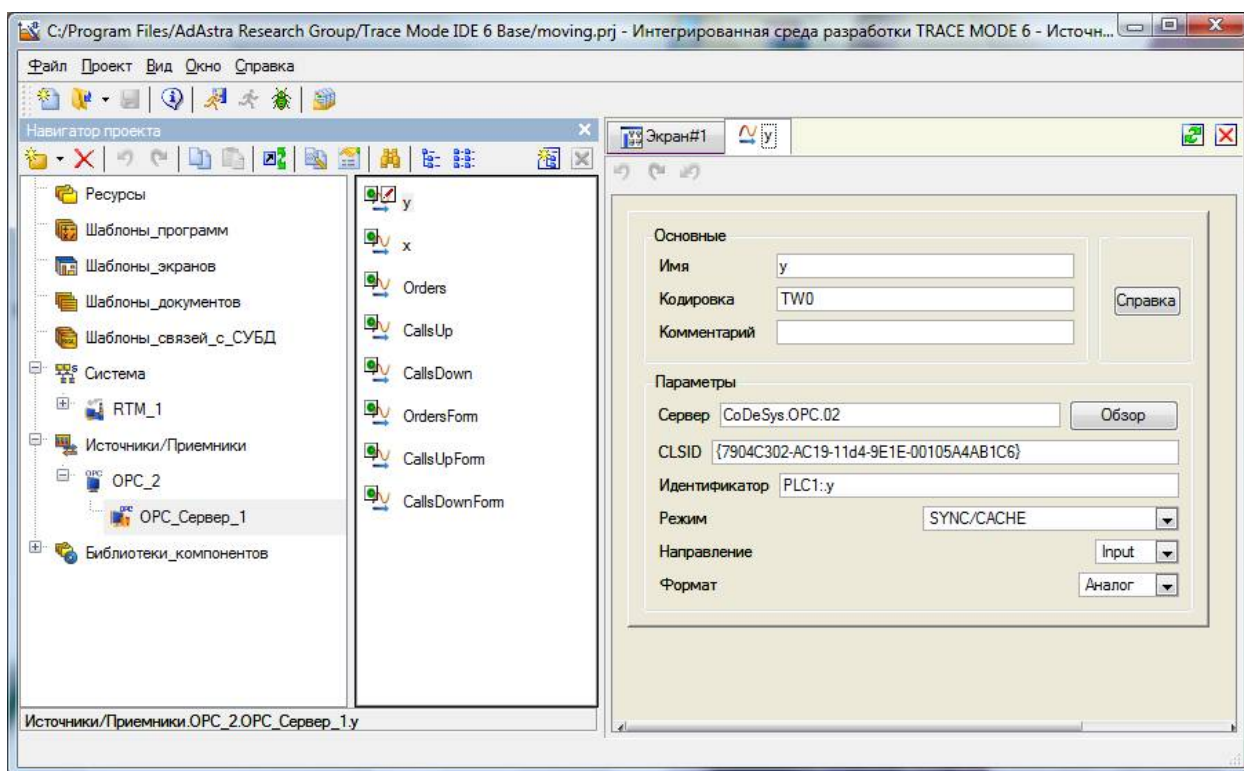 C:/Program Files/AdAstra Research Group/Trace Mode IDE 6 Base/moving.prj - Интегрированная среда разработки TRACE MODE 6 - Источн...
Файл Проект Вид Окно Справка
Навигатор проекта
Ресурсы
Шаблоны_программ
Шаблоны_экранов
Шаблоны_документов
Шаблоны_связей_с_СУБД
Система
RTM_1
Источники/Приемники
OPC_2
OPC_Сервер_1
Библиотеки_компонентов
y
x
Orders
CallsUp
CallsDown
OrdersForm
CallsUpForm
CallsDownForm
Источники/Приемники.OPC_2.OPC_Сервер_1.y
Экран#1 y
Основные
Имя y
Кодировка TW0
Комментарий
Справка
Параметры
Сервер CoDeSys.OPC.02 Обзор
CLSID {7904C302-AC19-11d4-9E1E-00105A4AB1C6}
Идентификатор PLC1:.y
Режим SYNC/CACHE
Направление Input
Формат Аналог